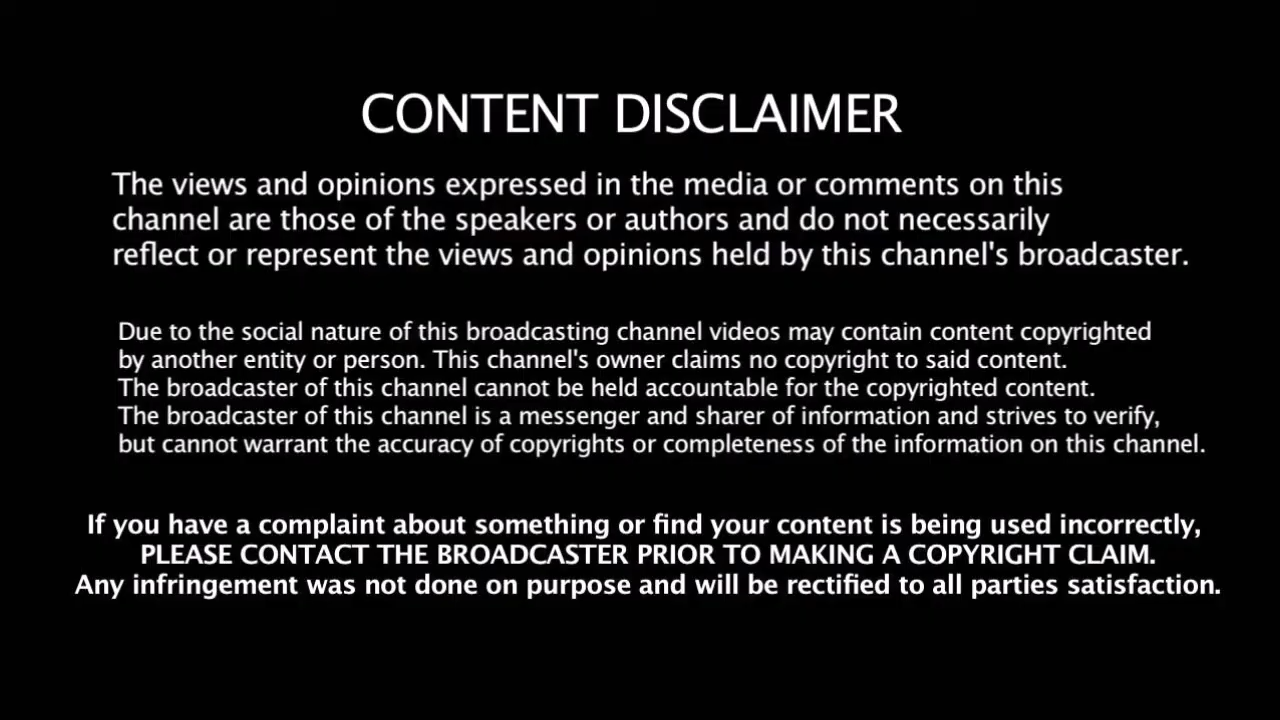 CONTENT DISCLAIMER
The views and opinions expressed in the media or comments on this
channel are those of the speakers or authors and do not necessarily
reflect or represent the views and opinions held by this channel's broadcaster.
Due to the social nature of this broadcasting channel videos may contain content copyrighted
by another entity or person. This channel's owner claims no copyright to said content.
The broadcaster of this channel cannot be held accountable for the copyrighted content.
The broadcaster of this channel is a messenger and sharer of information and strives to verify,
but cannot warrant the accuracy of copyrights or completeness of the information on this channel.
If you have a complaint about something or find your content is being used incorrectly,
PLEASE CONTACT THE BROADCASTER PRIOR TO MAKING A COPYRIGHT CLAIM.
Any infringement was not done on purpose and will be rectified to all parties satisfaction.